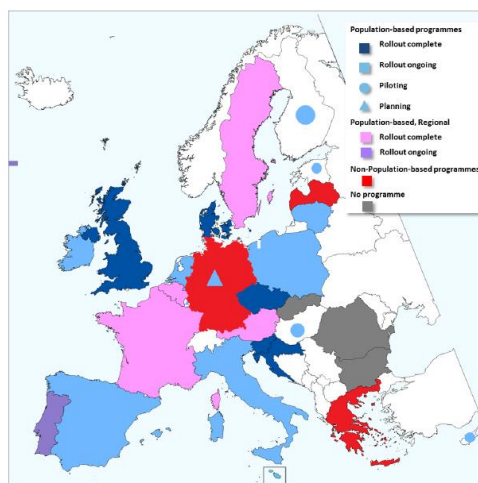 Population-based programmes
Rollout complete
Rollout ongoing
Piloting
Planning
Population-based, Regional
Rollout complete
Rollout ongoing
Non-Population-based programmes
No programme